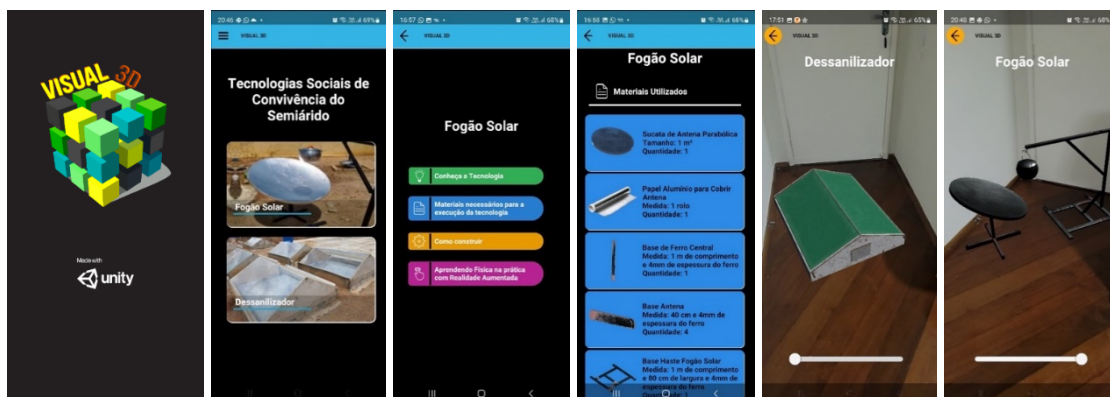 VISUAL 3D
Made with
unity
20:45
69%
VISUAL 3D
Tecnologias Sociais de
Convivência do
Semiárido
Fogão Solar
Dessanilizador
16:57
68%
VISUAL 3D
Fogão Solar
Conheça a Tecnologia
Materiais necessários para a
execução da tecnologia
Como construir
Aprendendo Física na prática
com Realidade Aumentada
16:58
68%
VISUAL 3D
Fogão Solar
Materiais Utilizados
Sucata de Antena Parabólica
Tamanho: 1 m²
Quantidade: 1
Papel Alumínio para Cobrir
Antena
Medida: 1 rolo
Quantidade: 1
Base de Ferro Central
Medida: 1 m de comprimento
e 4mm de espessura do ferro
Quantidade: 1
Base Antena
Medida: 40 cm e 4mm de
espessura do ferro
Quantidade: 4
Base Haste Fogão Solar
Medida: 1 m de comprimento
e 80 cm de largura e 4mm de
espessura do ferro
Quantidade: 1
17:51
65%
VISUAL 3D
Dessanilizador
20:48
68%
VISUAL 3D
Fogão Solar